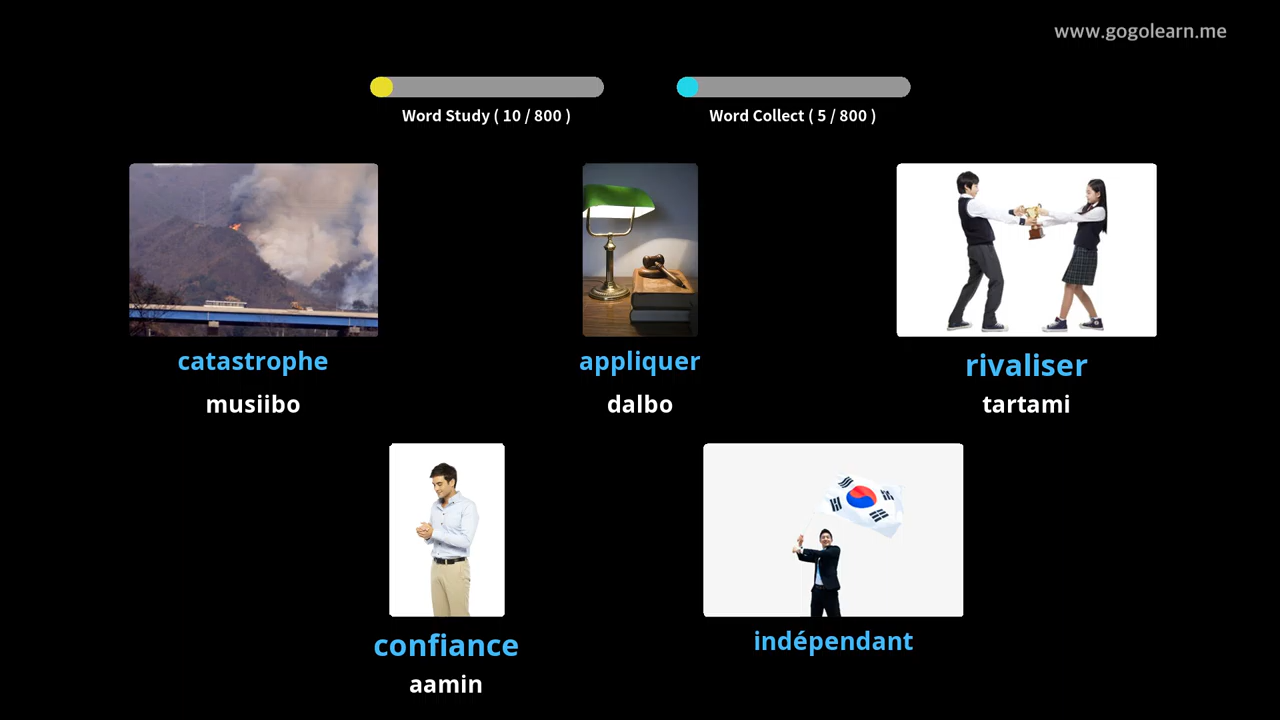 www.gogolearn.me
Word Study ( 10 / 800 )
Word Collect ( 5 / 800 )
catastrophe
musiibo
appliquer
dalbo
rivaliser
tartami
confiance
aamin
indépendant